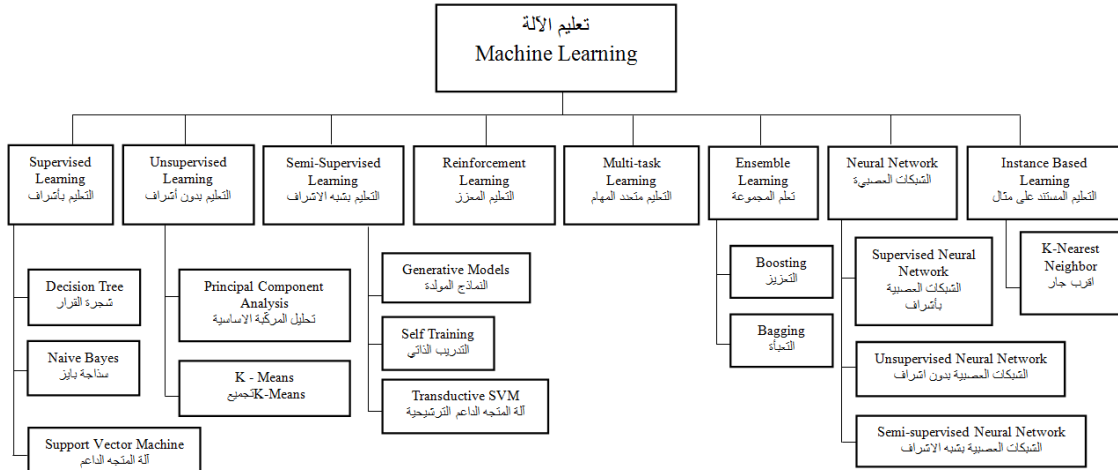 تعليم الآلة
Machine Learning
Supervised
Learning
التعليم بأشراف
Unsupervised
Learning
التعليم بدون أشراف
Semi-Supervised
Learning
التعليم بشبه الاشراف
Reinforcement
Learning
التعليم المعزز
Multi-task
Learning
التعليم متعدد المهام
Ensemble
Learning
تعلم المجموعة
Neural Network
الشبكات العصبية
Instance Based
Learning
التعليم المستند على مثال
Decision Tree
شجرة القرار
Naive Bayes
سذاجة بايز
Support Vector Machine
آلة المتجه الداعم
Principal Component
Analysis
تحليل المركبة الاساسية
K - Means
تجميعK-Means
Generative Models
النماذج المولدة
Self Training
التدريب الذاتي
Transductive SVM
آلة المتجه الداعم الترشيحية
Boosting
التعزيز
Bagging
التعبأة
Supervised Neural
Network
الشبكات العصبية
بأشراف
Unsupervised Neural Network
الشبكات العصبية بدون اشراف
Semi-supervised Neural Network
الشبكات العصبية بشبه الاشراف
K-Nearest
Neighbor
اقرب جار